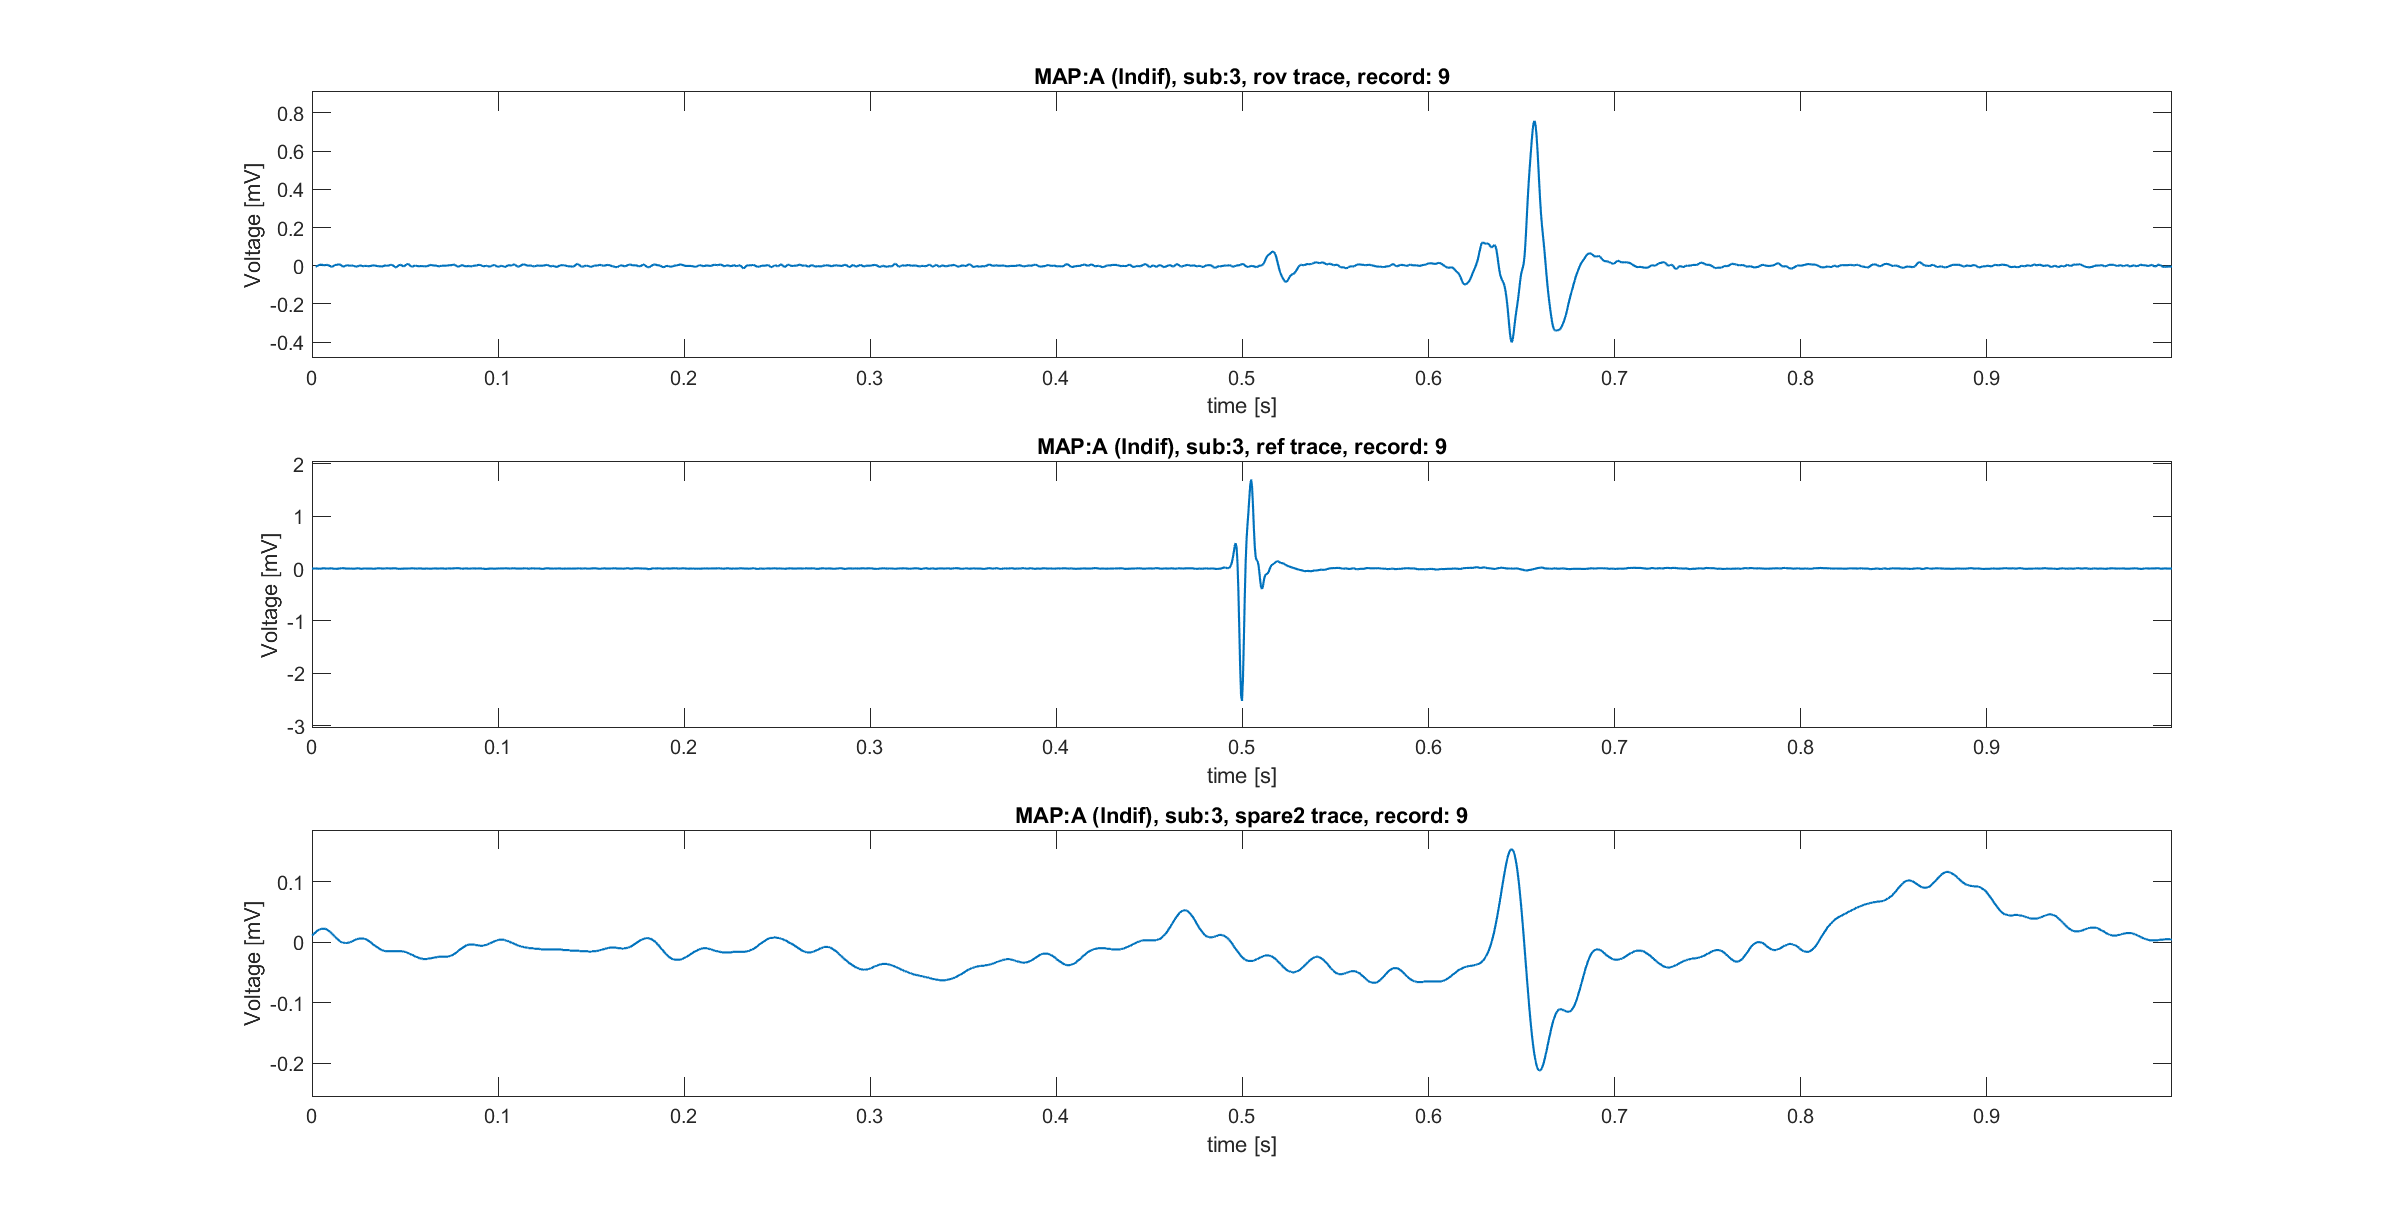 MAP:A (Indif), sub:3, rov trace, record: 9
Voltage [mV]
0.8
0.6
0.4
0.2
0
-0.2
-0.4
0 0.1 0.2 0.3 0.4 0.5 0.6 0.7 0.8 0.9
time [s]
MAP:A (Indif), sub:3, ref trace, record: 9
Voltage [mV]
2
1
0
-1
-2
-3
0 0.1 0.2 0.3 0.4 0.5 0.6 0.7 0.8 0.9
time [s]
MAP:A (Indif), sub:3, spare2 trace, record: 9
Voltage [mV]
0.1
0
-0.1
-0.2
0 0.1 0.2 0.3 0.4 0.5 0.6 0.7 0.8 0.9
time [s]